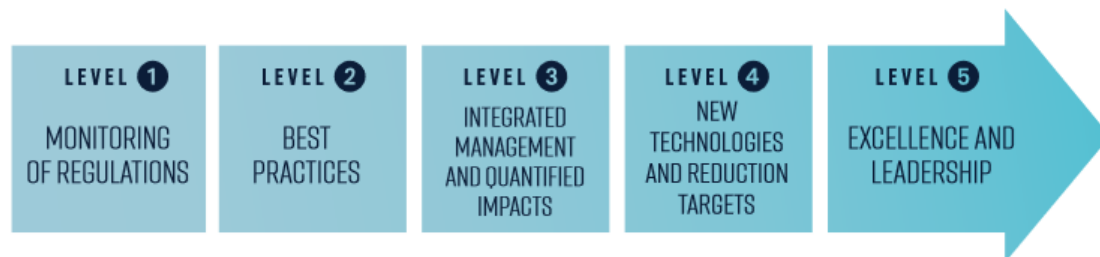 LEVEL 1
MONITORING
OF REGULATIONS
LEVEL 2
BEST
PRACTICES
LEVEL 3
INTEGRATED
MANAGEMENT
AND QUANTIFIED
IMPACTS
LEVEL 4
NEW
TECHNOLOGIES
AND REDUCTION
TARGETS
LEVEL 5
EXCELLENCE AND
LEADERSHIP